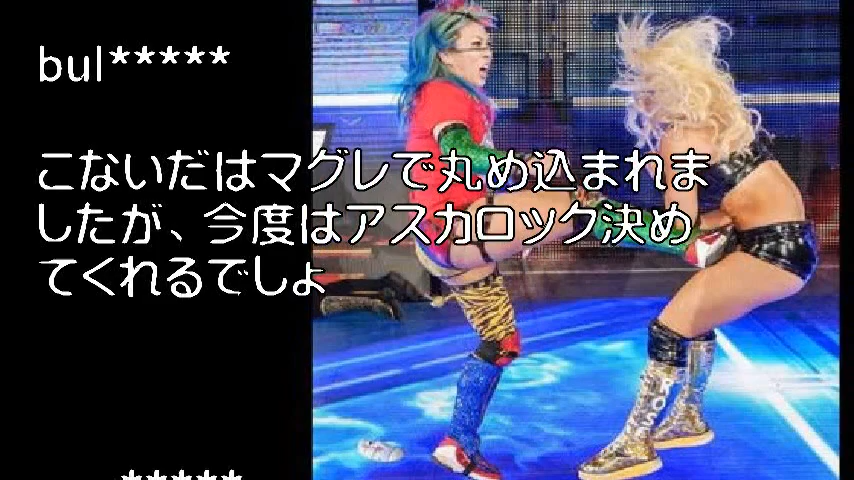 bul*****
こないだはマグレで丸め込まれま
したが、今度はアスカロック決め
てくれるでしょ
ROSE
*****